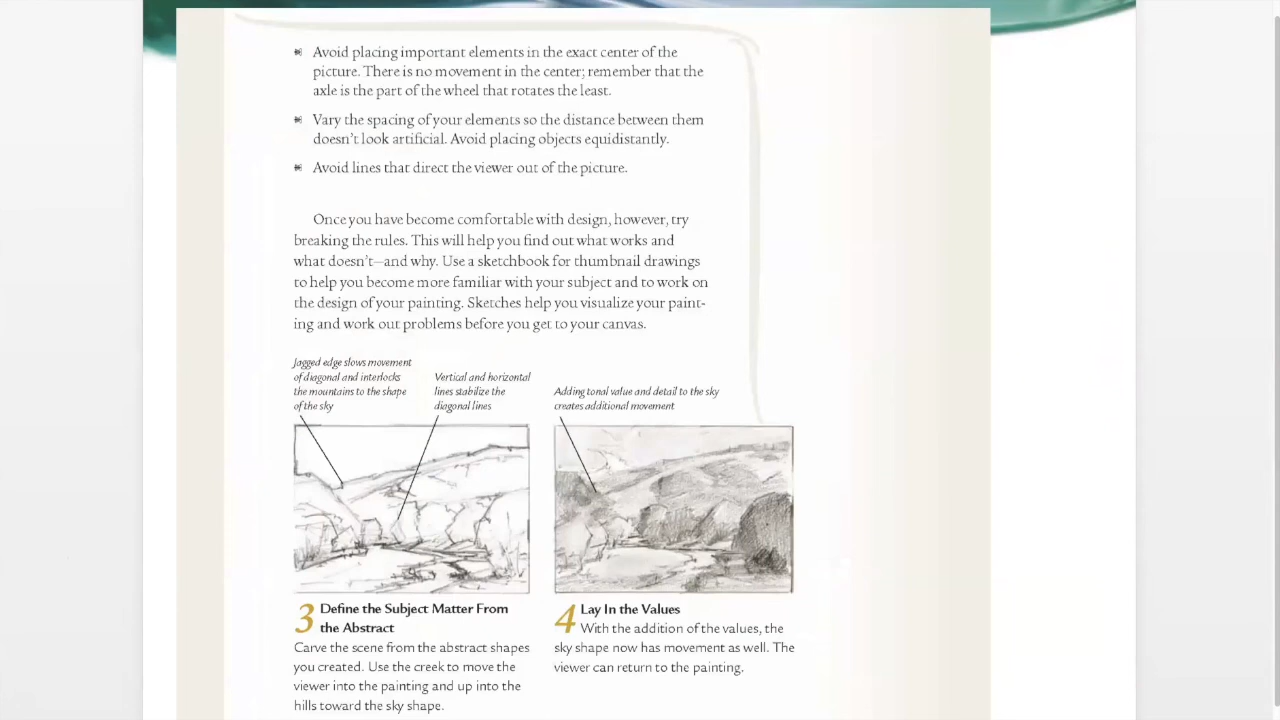 ⁕ Avoid placing important elements in the exact center of the
picture. There is no movement in the center; remember that the
axle is the part of the wheel that rotates the least.
⁕ Vary the spacing of your elements so the distance between them
doesn't look artificial. Avoid placing objects equidistantly.
⁕ Avoid lines that direct the viewer out of the picture.
Once you have become comfortable with design, however, try
breaking the rules. This will help you find out what works and
what doesn't—and why. Use a sketchbook for thumbnail drawings
to help you become more familiar with your subject and to work on
the design of your painting. Sketches help you visualize your paint-
ing and work out problems before you get to your canvas.
Jagged edge slows movement
of diagonal and interlocks
the mountains to the shape
of the sky
Vertical and horizontal
lines stabilize the
diagonal lines
Adding tonal value and detail to the sky
creates additional movement
3 Define the Subject Matter From
the Abstract
Carve the scene from the abstract shapes
you created. Use the creek to move the
viewer into the painting and up into the
hills toward the sky shape.
4 Lay In the Values
With the addition of the values, the
sky shape now has movement as well. The
viewer can return to the painting.